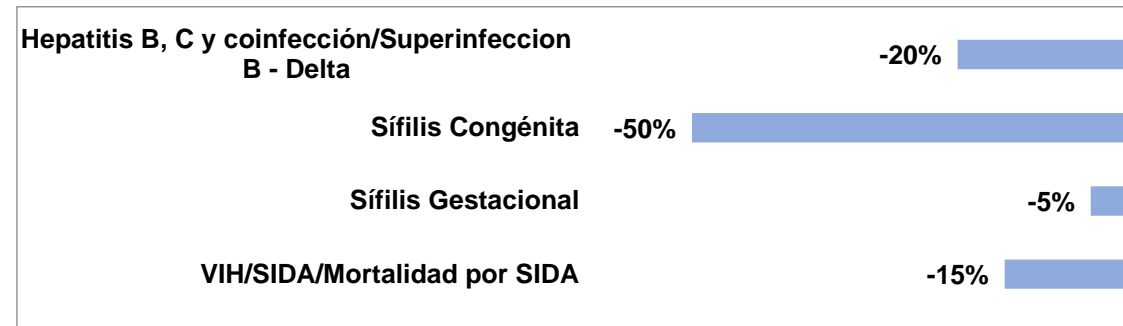 Hepatitis B, C y coinfección/Superinfeccion
B - Delta
-20%
Sífilis Congénita -50%
Sífilis Gestacional -5%
VIH/SIDA/Mortalidad por SIDA -15%